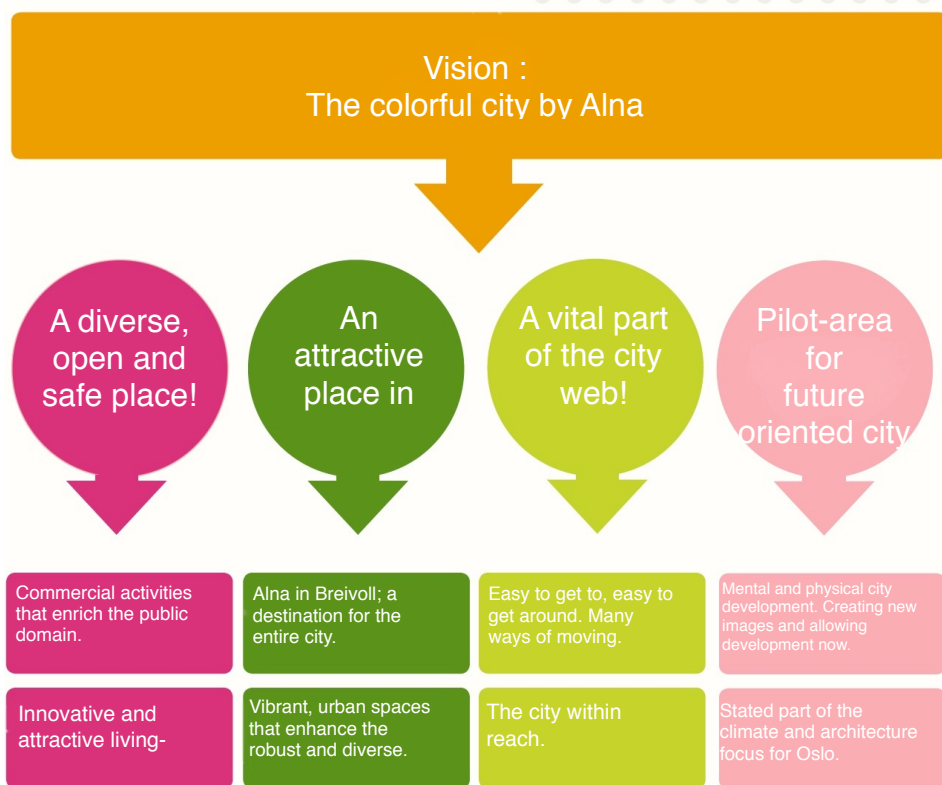 Vision :
The colorful city by Alna
A diverse,
open and
safe place!
An
attractive
place in
A vital part
of the city
web!
Pilot-area
for
future
oriented city
Commercial activities
that enrich the public
domain.
Alna in Breivoll; a
destination for the
entire city.
Easy to get to, easy to
get around. Many
ways of moving.
Mental and physical city
development. Creating new
images and allowing
development now.
Innovative and
attractive living-
Vibrant, urban spaces
that enhance the
robust and diverse.
The city within
reach.
Stated part of the
climate and architecture
focus for Oslo.